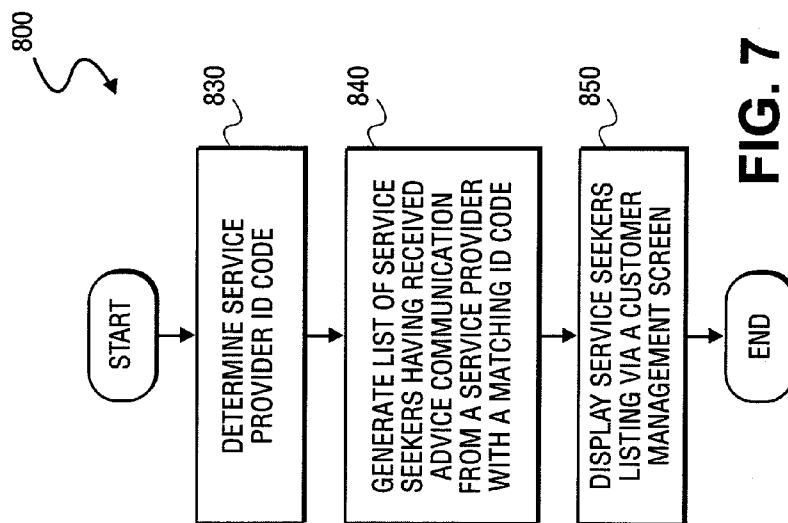 800
START
830
DETERMINE SERVICE
PROVIDER ID CODE
840
GENERATE LIST OF SERVICE
SEEKERS HAVING RECEIVED
ADVICE COMMUNICATION
FROM A SERVICE PROVIDER
WITH A MATCHING ID CODE
850
DISPLAY SERVICE SEEKERS
LISTING VIA A CUSTOMER
MANAGEMENT SCREEN
END
FIG. 7